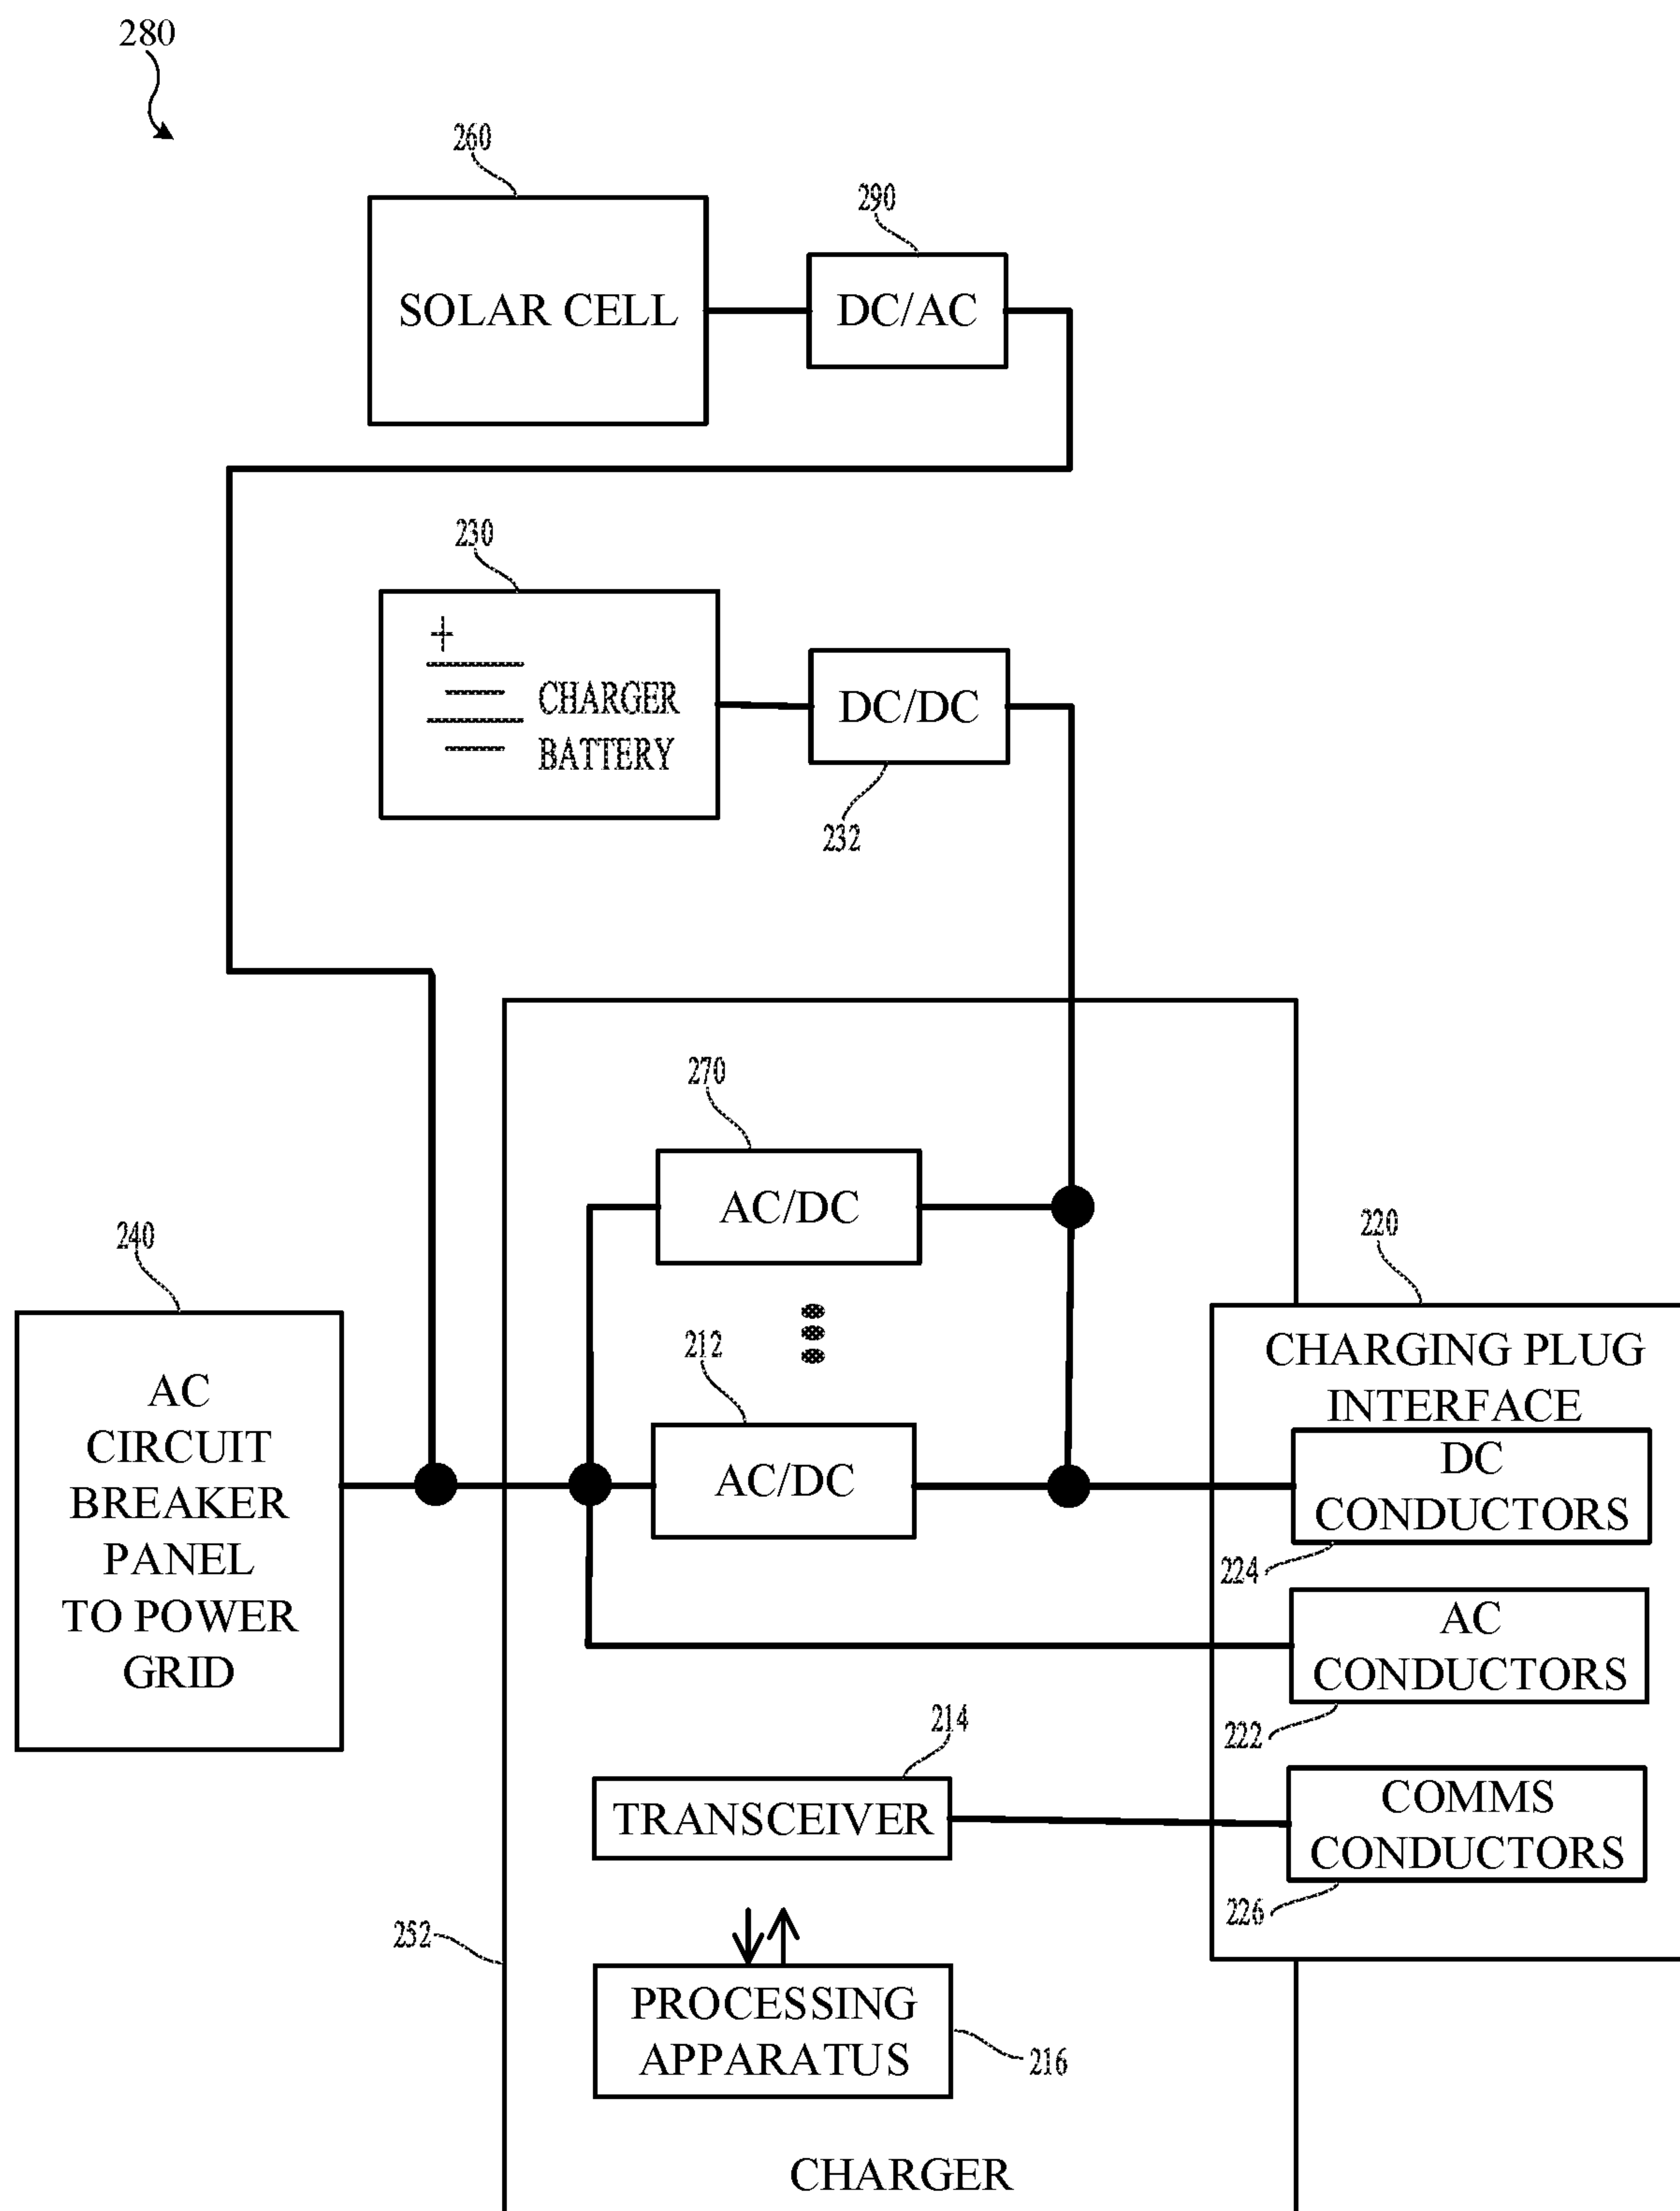 280
260
290
SOLAR CELL
DC/AC
230
+
CHARGER
BATTERY
DC/DC
232
270
AC/DC
240
220
212
AC
CIRCUIT
BREAKER
PANEL
TO POWER
GRID
AC/DC
CHARGING PLUG
INTERFACE
DC
CONDUCTORS
224
AC
CONDUCTORS
222
214
TRANSCEIVER
COMMS
CONDUCTORS
226
252
PROCESSING
APPARATUS
216
CHARGER